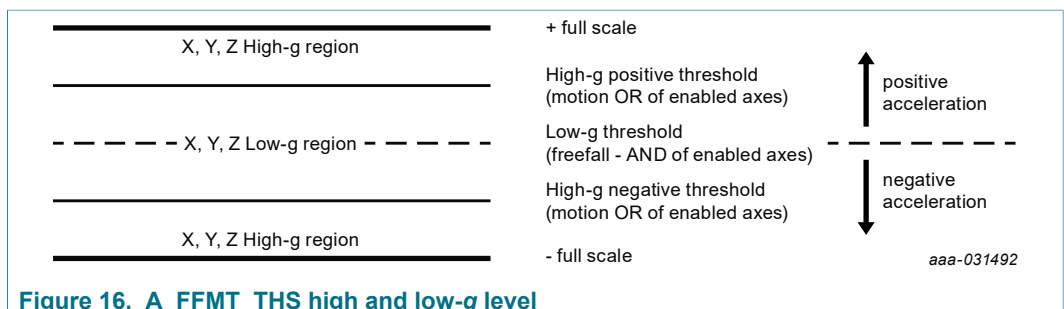 + full scale
X, Y, Z High-g region
High-g positive threshold
(motion OR of enabled axes)
positive
acceleration
X, Y, Z Low-g region
Low-g threshold
(freefall - AND of enabled axes)
High-g negative threshold
(motion OR of enabled axes)
negative
acceleration
X, Y, Z High-g region
- full scale
aaa-031492
Figure 16. A_FFMT_THS high and low-g level